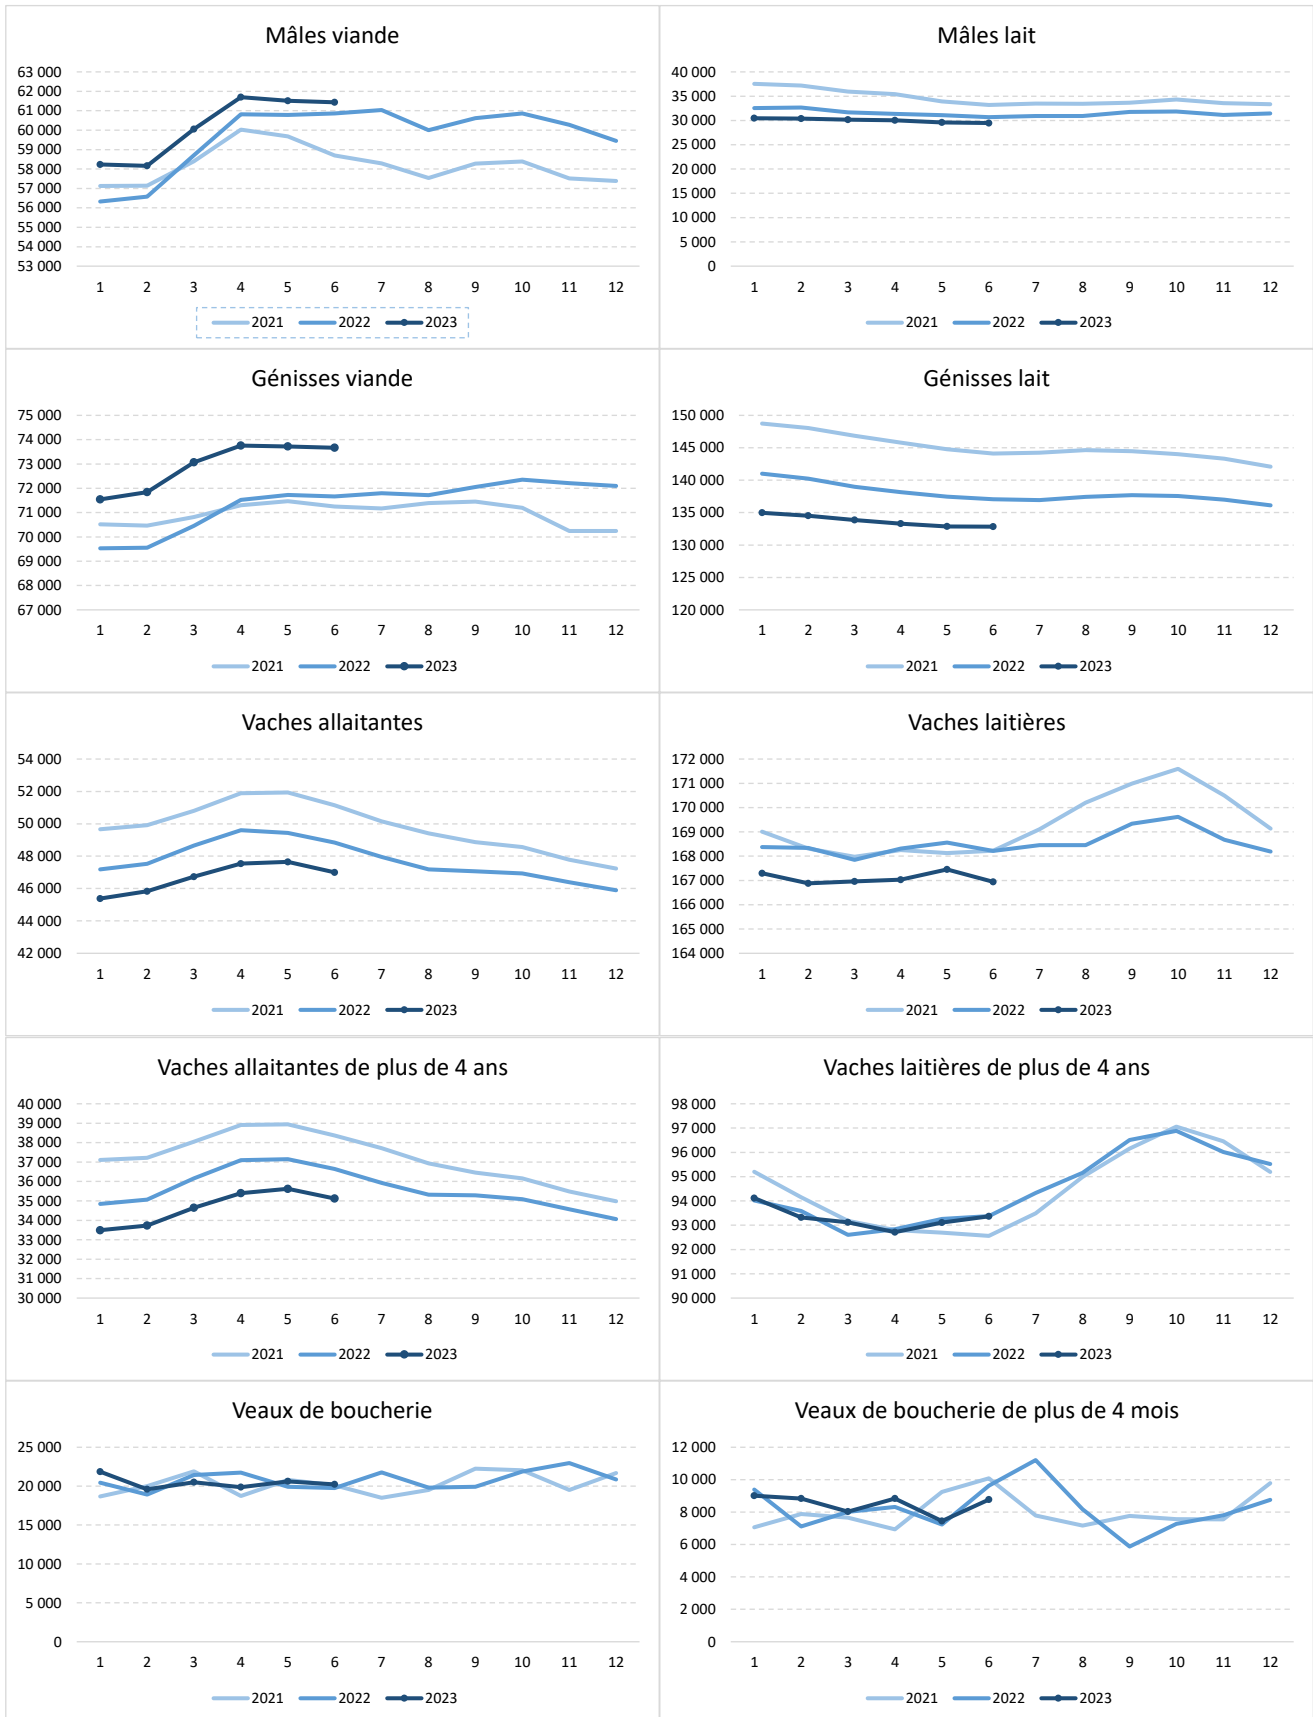 Mâles viande
63 000
62 000
61 000
60 000
59 000
58 000
57 000
56 000
55 000
54 000
53 000
1 2 3 4 5 6 7 8 9 10 11 12
2021 2022 2023
Mâles lait
40 000
35 000
30 000
25 000
20 000
15 000
10 000
5 000
0
1 2 3 4 5 6 7 8 9 10 11 12
2021 2022 2023
Génisses viande
75 000
74 000
73 000
72 000
71 000
70 000
69 000
68 000
67 000
1 2 3 4 5 6 7 8 9 10 11 12
2021 2022 2023
Génisses lait
150 000
145 000
140 000
135 000
130 000
125 000
120 000
1 2 3 4 5 6 7 8 9 10 11 12
2021 2022 2023
Vaches allaitantes
54 000
52 000
50 000
48 000
46 000
44 000
42 000
1 2 3 4 5 6 7 8 9 10 11 12
2021 2022 2023
Vaches laitières
172 000
171 000
170 000
169 000
168 000
167 000
166 000
165 000
164 000
1 2 3 4 5 6 7 8 9 10 11 12
2021 2022 2023
Vaches allaitantes de plus de 4 ans
40 000
39 000
38 000
37 000
36 000
35 000
34 000
33 000
32 000
31 000
30 000
1 2 3 4 5 6 7 8 9 10 11 12
2021 2022 2023
Vaches laitières de plus de 4 ans
98 000
97 000
96 000
95 000
94 000
93 000
92 000
91 000
90 000
1 2 3 4 5 6 7 8 9 10 11 12
2021 2022 2023
Veaux de boucherie
25 000
20 000
15 000
10 000
5 000
0
1 2 3 4 5 6 7 8 9 10 11 12
2021 2022 2023
Veaux de boucherie de plus de 4 mois
12 000
10 000
8 000
6 000
4 000
2 000
0
1 2 3 4 5 6 7 8 9 10 11 12
2021 2022 2023